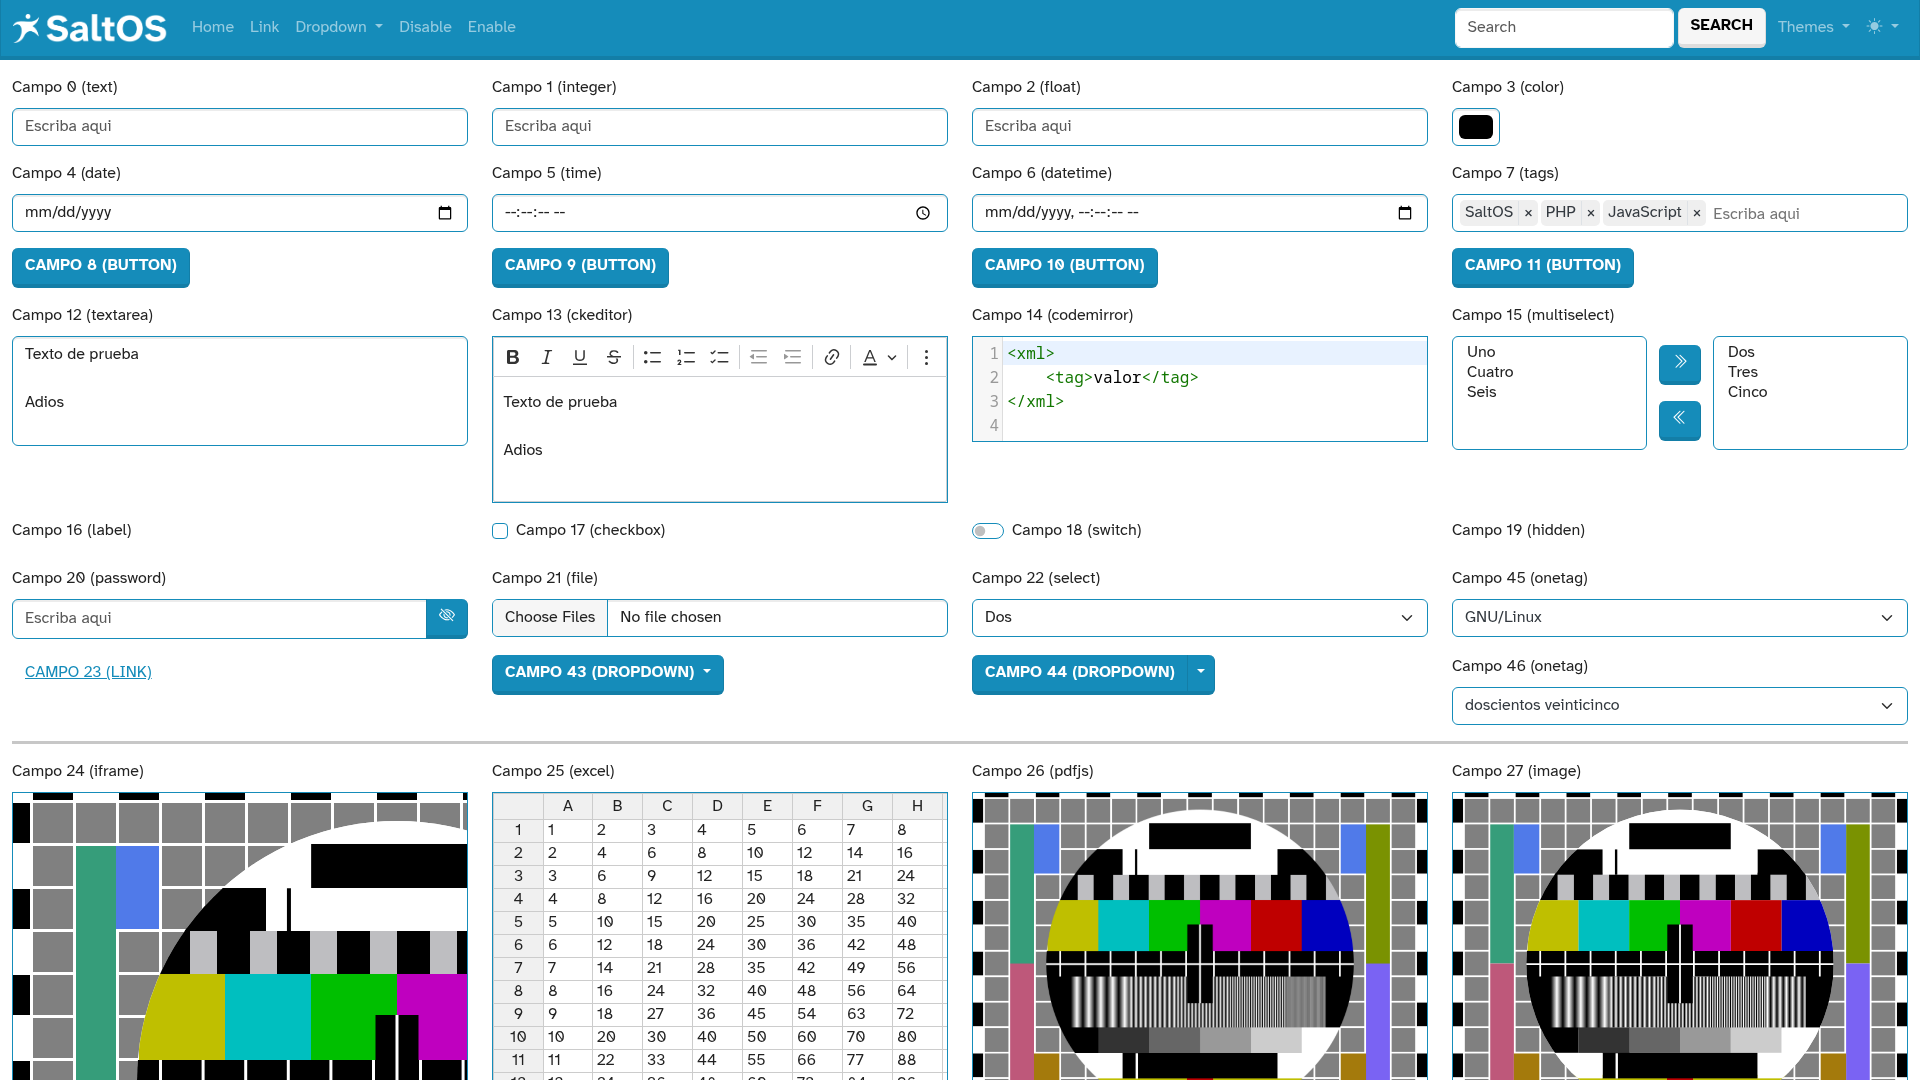 SaltOS Home Link Dropdown Disable Enable Search SEARCH Themes
Campo 0 (text) Campo 1 (integer) Campo 2 (float) Campo 3 (color)
Escriba aqui Escriba aqui Escriba aqui
Campo 4 (date) Campo 5 (time) Campo 6 (datetime) Campo 7 (tags)
mm/dd/yyyy --:--:-- -- mm/dd/yyyy, --:--:-- -- SaltOS × PHP × JavaScript × Escriba aqui
CAMPO 8 (BUTTON) CAMPO 9 (BUTTON) CAMPO 10 (BUTTON) CAMPO 11 (BUTTON)
Campo 12 (textarea)
Texto de prueba
Adios
Campo 13 (ckeditor)
B I U S A
Texto de prueba
Adios
Campo 14 (codemirror)
1 <xml>
2 <tag>valor</tag>
3 </xml>
4
Campo 15 (multiselect)
Uno
Cuatro
Seis
Dos
Tres
Cinco
Campo 16 (label) Campo 17 (checkbox) Campo 18 (switch) Campo 19 (hidden)
Campo 20 (password) Campo 21 (file) Campo 22 (select) Campo 45 (onetag)
Escriba aqui Choose Files No file chosen Dos GNU/Linux
CAMPO 23 (LINK) CAMPO 43 (DROPDOWN) CAMPO 44 (DROPDOWN) Campo 46 (onetag)
doscientos veinticinco
Campo 24 (iframe) Campo 25 (excel) Campo 26 (pdfjs) Campo 27 (image)
A B C D E F G H
1 1 2 3 4 5 6 7 8
2 2 4 6 8 10 12 14 16
3 3 6 9 12 15 18 21 24
4 4 8 12 16 20 24 28 32
5 5 10 15 20 25 30 35 40
6 6 12 18 24 30 36 42 48
7 7 14 21 28 35 42 49 56
8 8 16 24 32 40 48 56 64
9 9 18 27 36 45 54 63 72
10 10 20 30 40 50 60 70 80
11 11 22 33 44 55 66 77 88